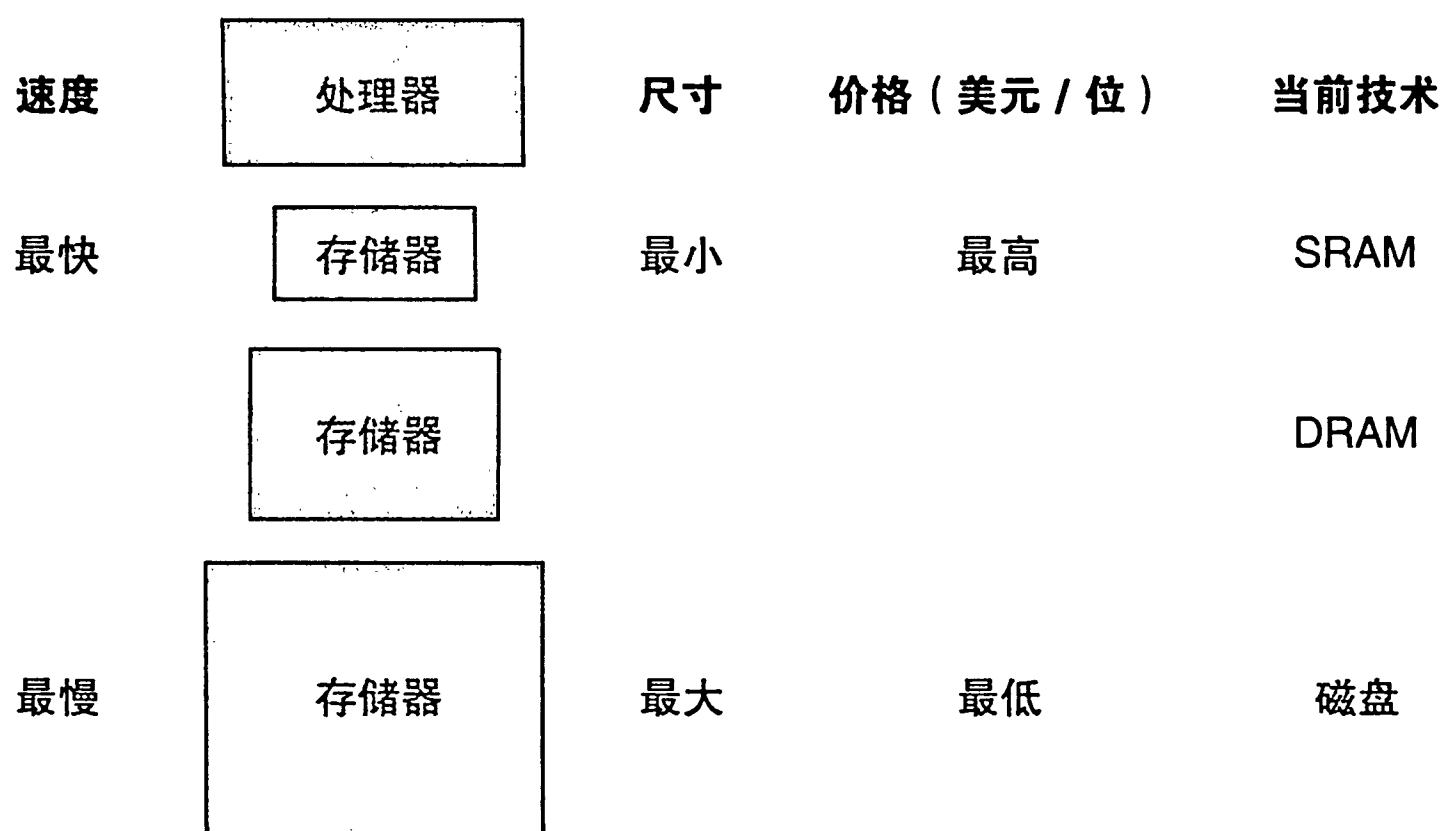 速度 处理器 尺寸 价格（美元 / 位） 当前技术
最快 存储器 最小 最高 SRAM
存储器 DRAM
最慢 存储器 最大 最低 磁盘